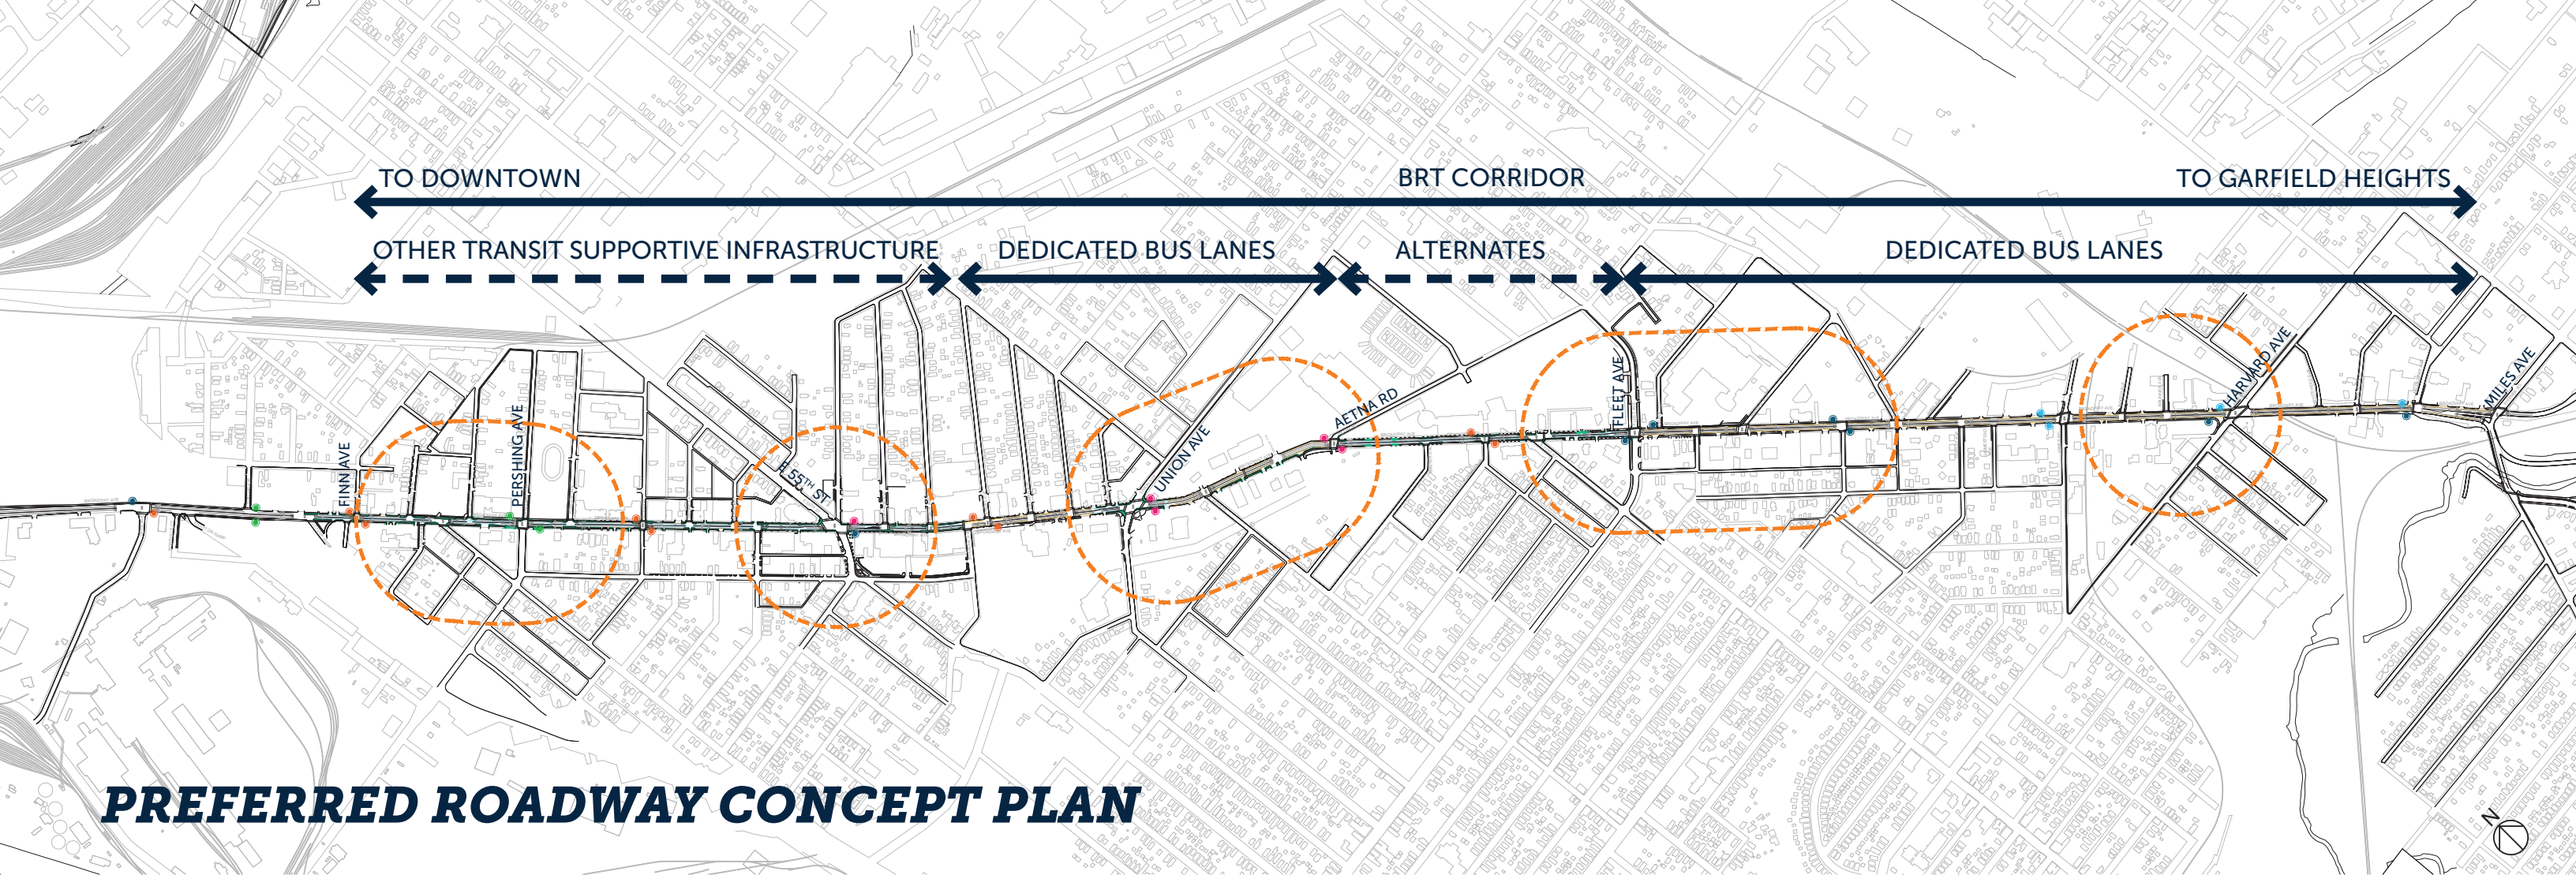 TO DOWNTOWN
BRT CORRIDOR
TO GARFIELD HEIGHTS
OTHER TRANSIT SUPPORTIVE INFRASTRUCTURE
DEDICATED BUS LANES
ALTERNATES
DEDICATED BUS LANES
FINN AVE
PERSHING AVE
E 55TH ST
UNION AVE
AETNA RD
FLEET AVE
HARVARD AVE
MILES AVE
PREFERRED ROADWAY CONCEPT PLAN
N